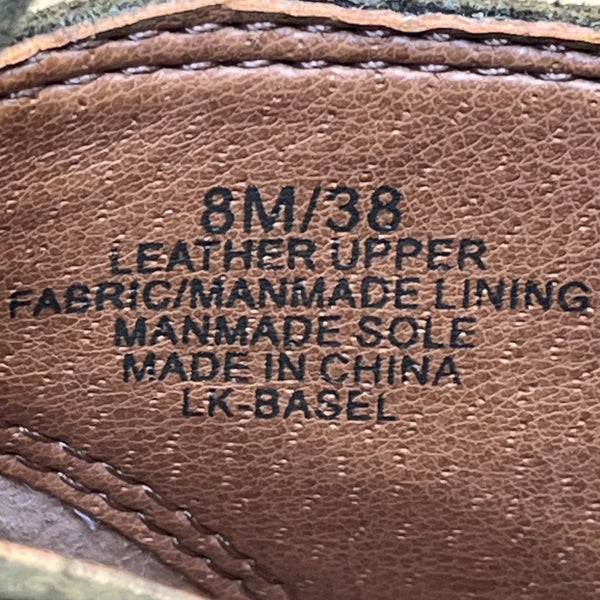 8M/38
LEATHER UPPER
FABRIC/MANMADE LINING
MANMADE SOLE
MADE IN CHINA
LK-BASEL